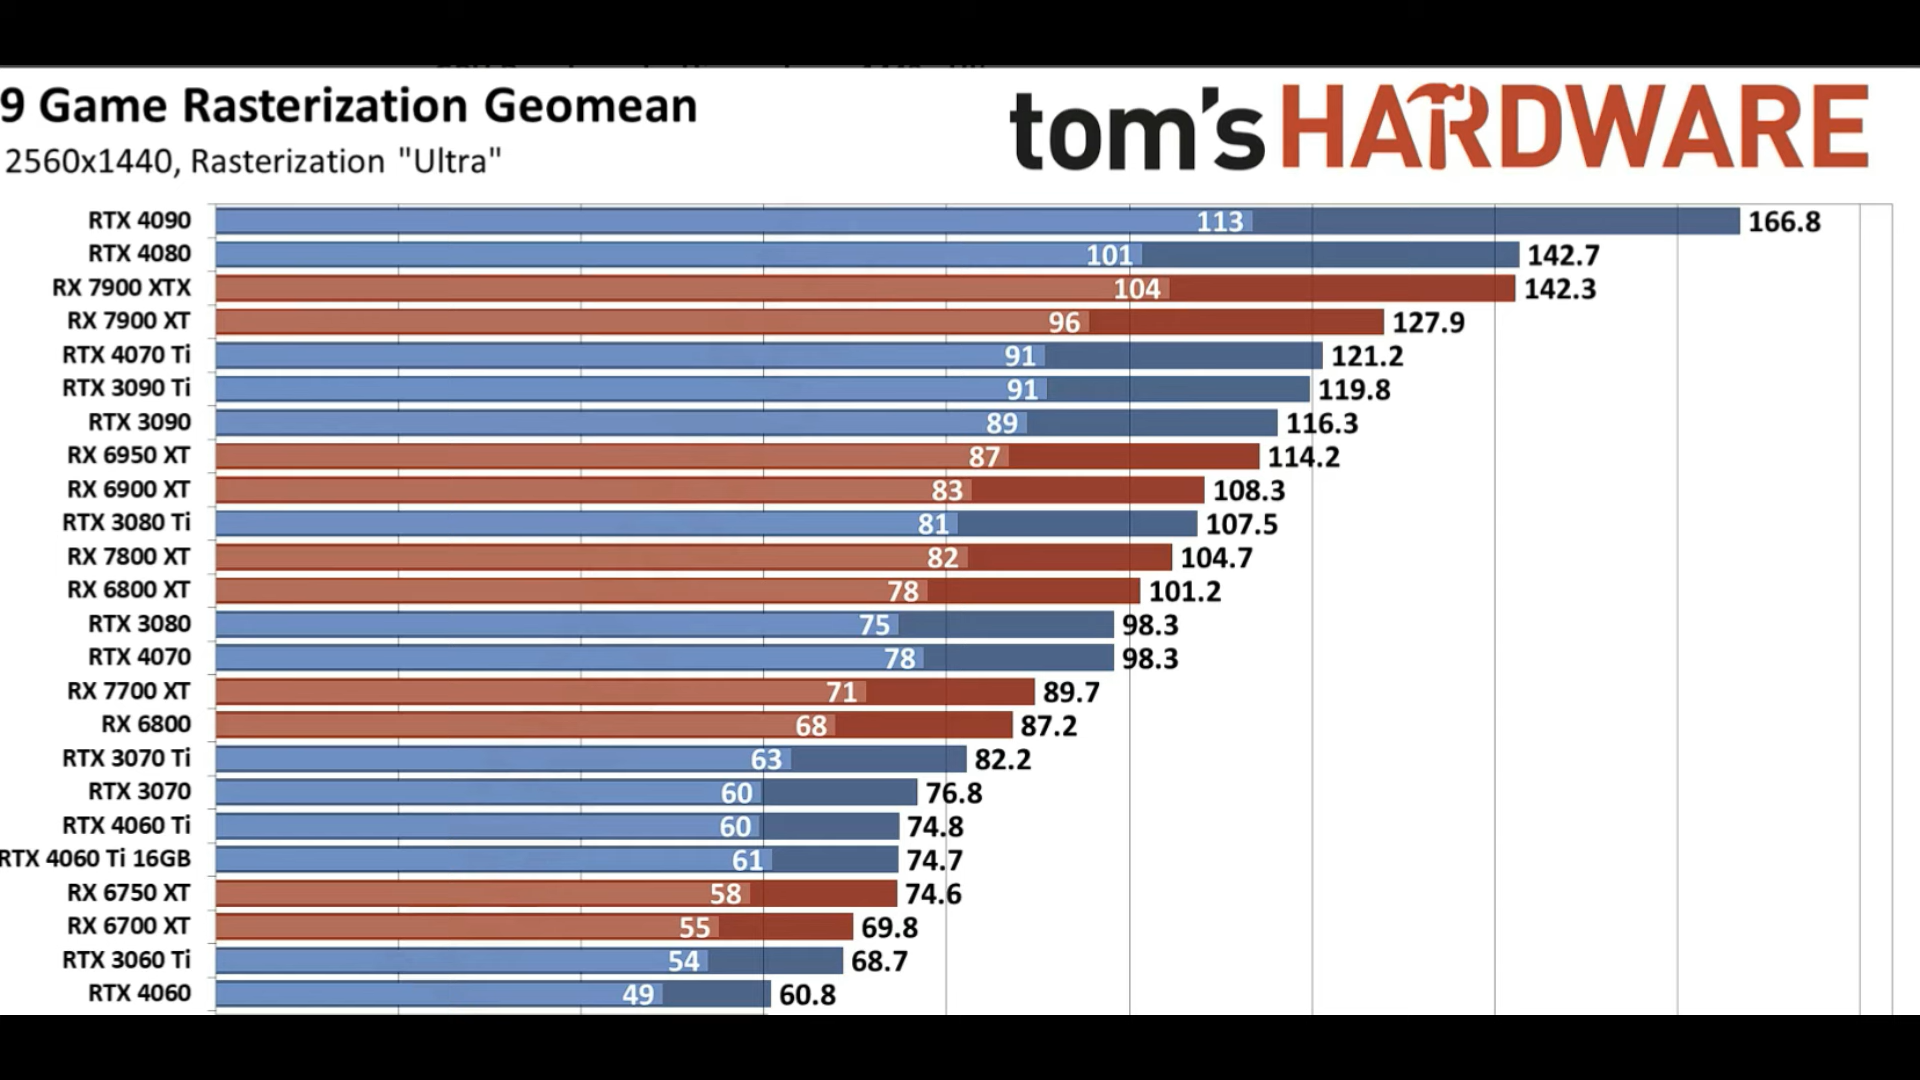 9 Game Rasterization Geomean
2560x1440, Rasterization "Ultra"
tom's HARDWARE
RTX 4090 113 166.8
RTX 4080 101 142.7
RX 7900 XTX 104 142.3
RX 7900 XT 96 127.9
RTX 4070 Ti 91 121.2
RTX 3090 Ti 91 119.8
RTX 3090 89 116.3
RX 6950 XT 87 114.2
RX 6900 XT 83 108.3
RTX 3080 Ti 81 107.5
RX 7800 XT 82 104.7
RX 6800 XT 78 101.2
RTX 3080 75 98.3
RTX 4070 78 98.3
RX 7700 XT 71 89.7
RX 6800 68 87.2
RTX 3070 Ti 63 82.2
RTX 3070 60 76.8
RTX 4060 Ti 60 74.8
RTX 4060 Ti 16GB 61 74.7
RX 6750 XT 58 74.6
RX 6700 XT 55 69.8
RTX 3060 Ti 54 68.7
RTX 4060 49 60.8